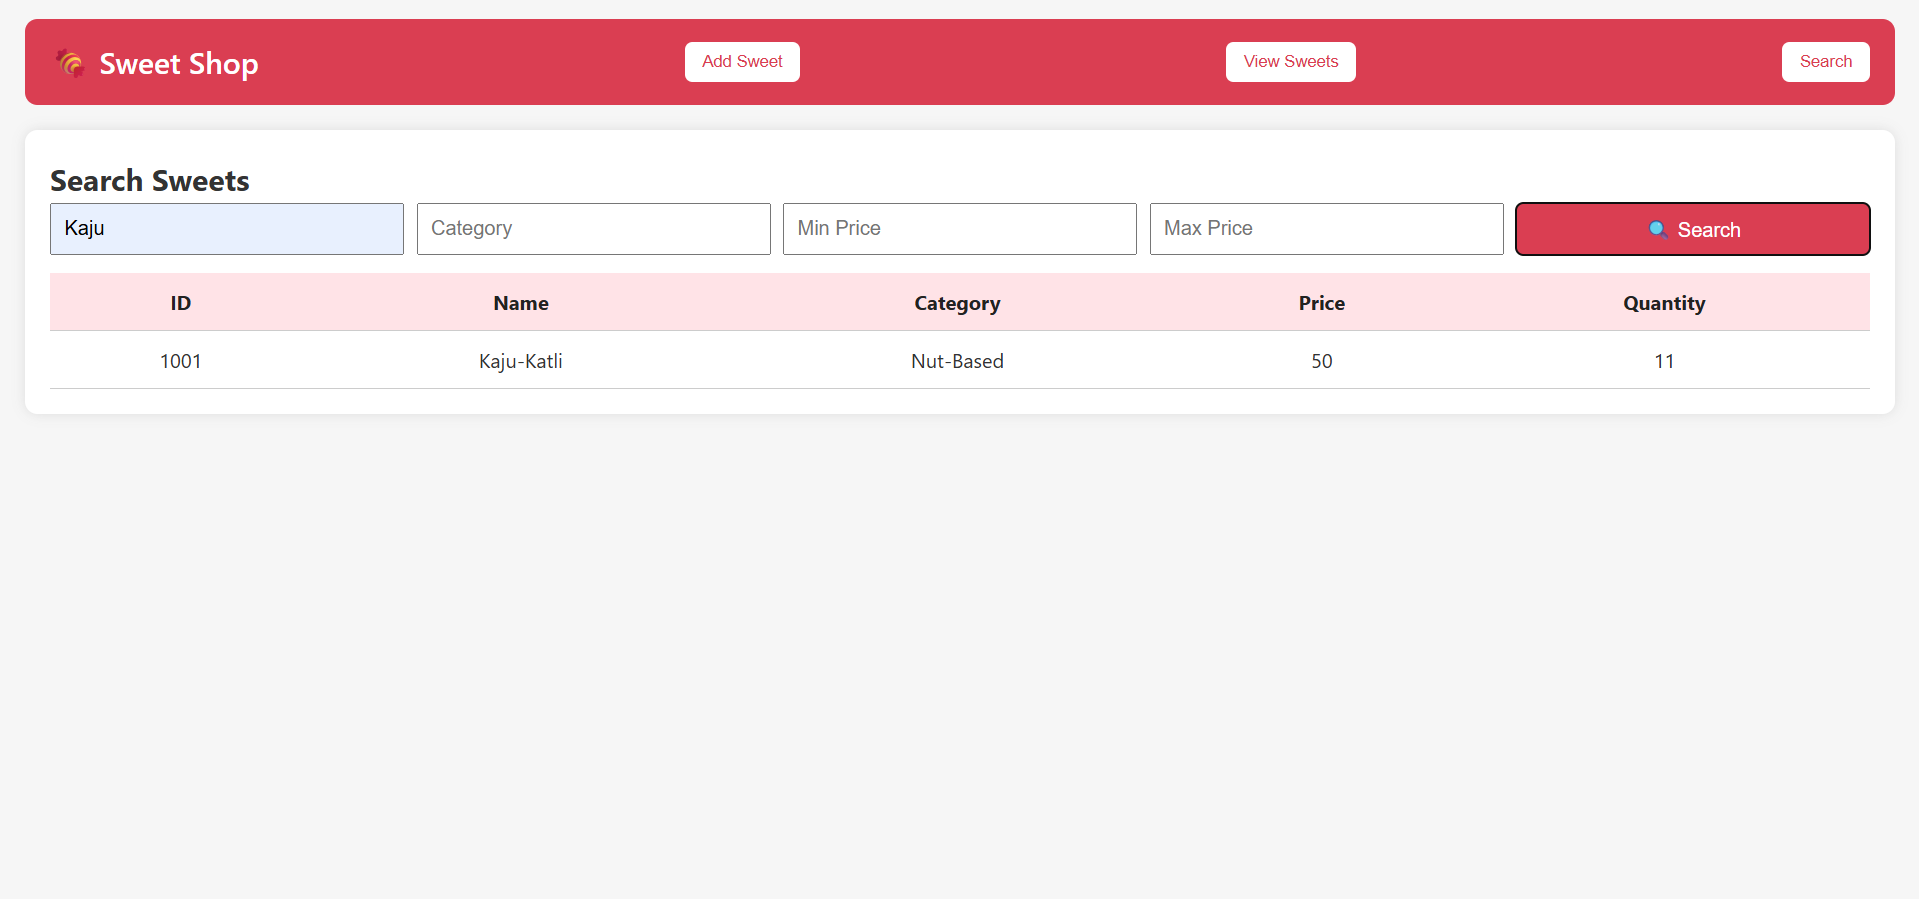 Sweet Shop Add Sweet View Sweets Search
Search Sweets
Kaju Category Min Price Max Price Search
ID Name Category Price Quantity
1001 Kaju-Katli Nut-Based 50 11